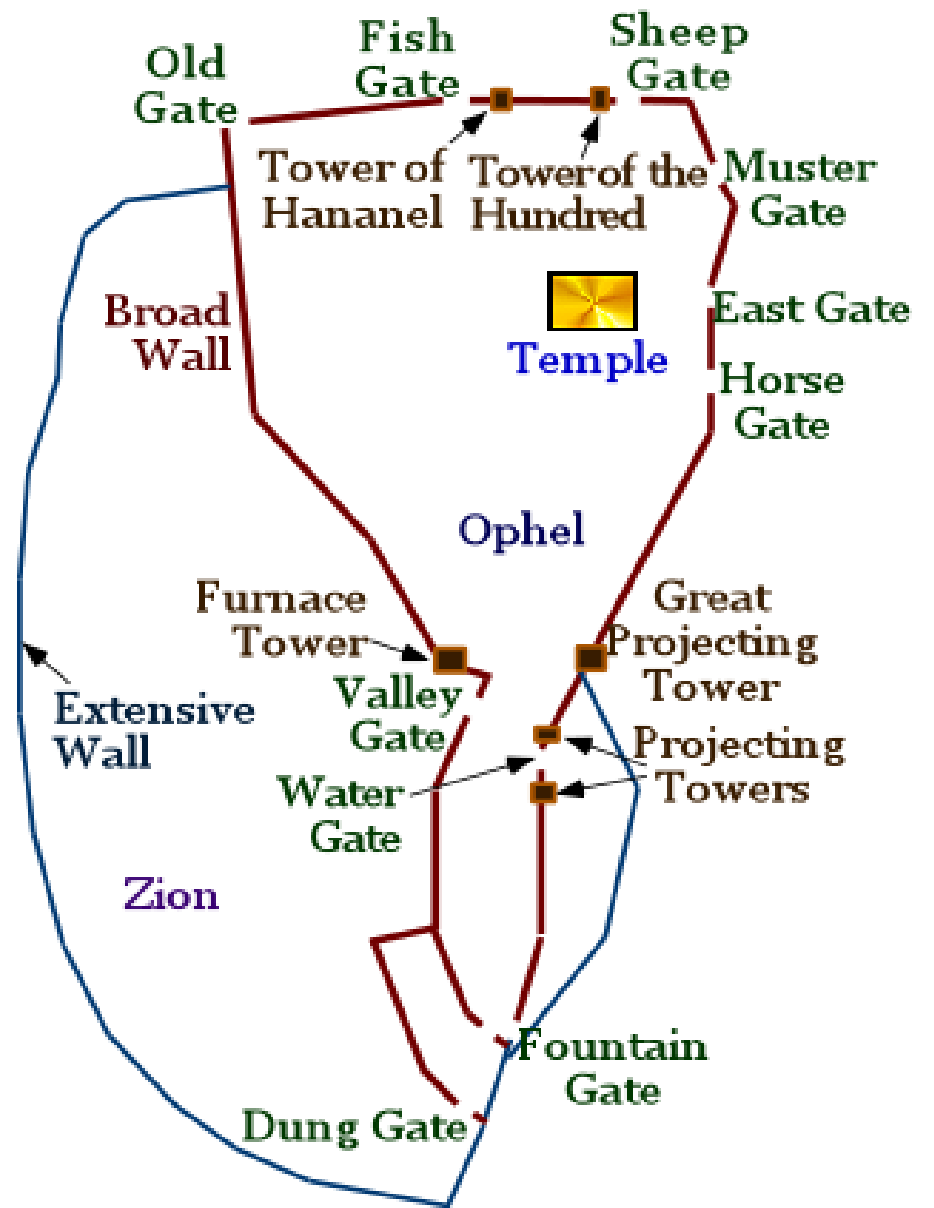 Old
Gate
Fish
Gate
Sheep
Gate
Tower of
Hananel
Tower of the
Hundred
Muster
Gate
Broad
Wall
Temple
East Gate
Horse
Gate
Ophel
Furnace
Tower
Great
Projecting
Tower
Valley
Gate
Extensive
Wall
Projecting
Towers
Water
Gate
Zion
Fountain
Gate
Dung Gate